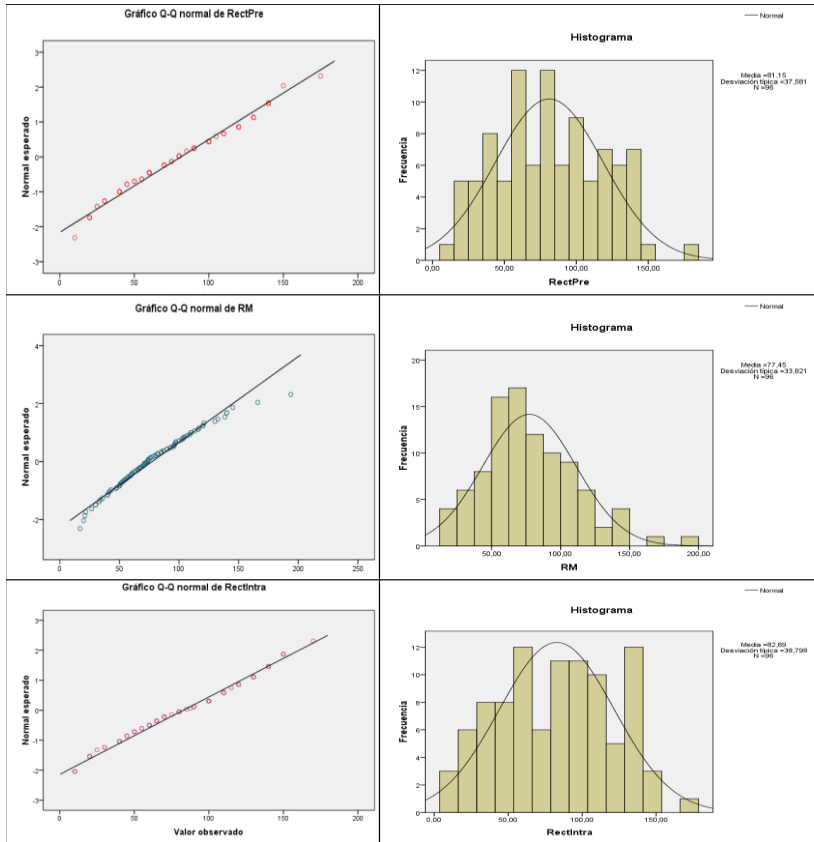 Gráfico Q-Q normal de RectPre
Normal esperado
3
2
1
0
-1
-2
-3
0 50 100 150 200
Normal
Histograma
Media =81,15
Desviación típica =37,581
N =96
Frecuencia
12
10
8
6
4
2
0
0,00 50,00 100,00 150,00
RectPre
Gráfico Q-Q normal de RM
Normal esperado
4
2
0
-2
0 50 100 150 200 250
Normal
Histograma
Media =77,45
Desviación típica =33,821
N =96
Frecuencia
20
15
10
5
0
50,00 100,00 150,00 200,00
RM
Gráfico Q-Q normal de RectIntra
Normal esperado
3
2
1
0
-1
-2
-3
0 50 100 150 200
Valor observado
Normal
Histograma
Media =82,89
Desviación típica =38,798
N =96
Frecuencia
12
10
8
6
4
2
0
0,00 50,00 100,00 150,00
RectIntra